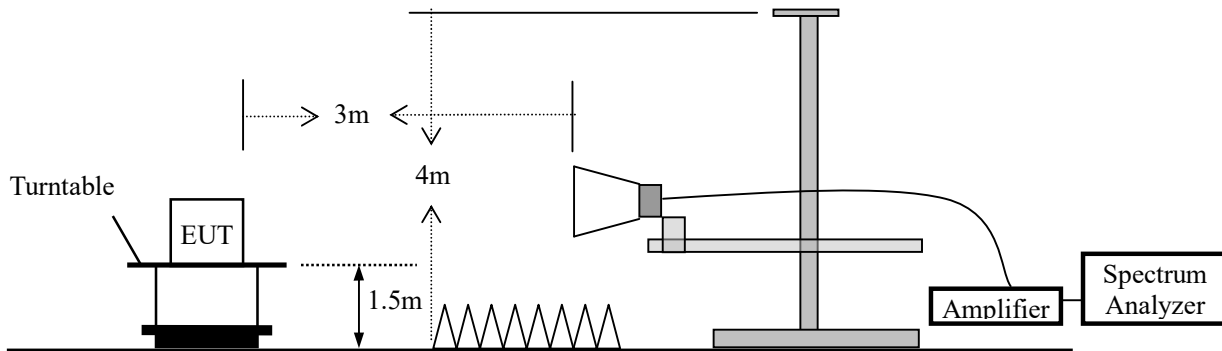 3m
4m
Turntable
EUT
1.5m
Amplifier
Spectrum
Analyzer